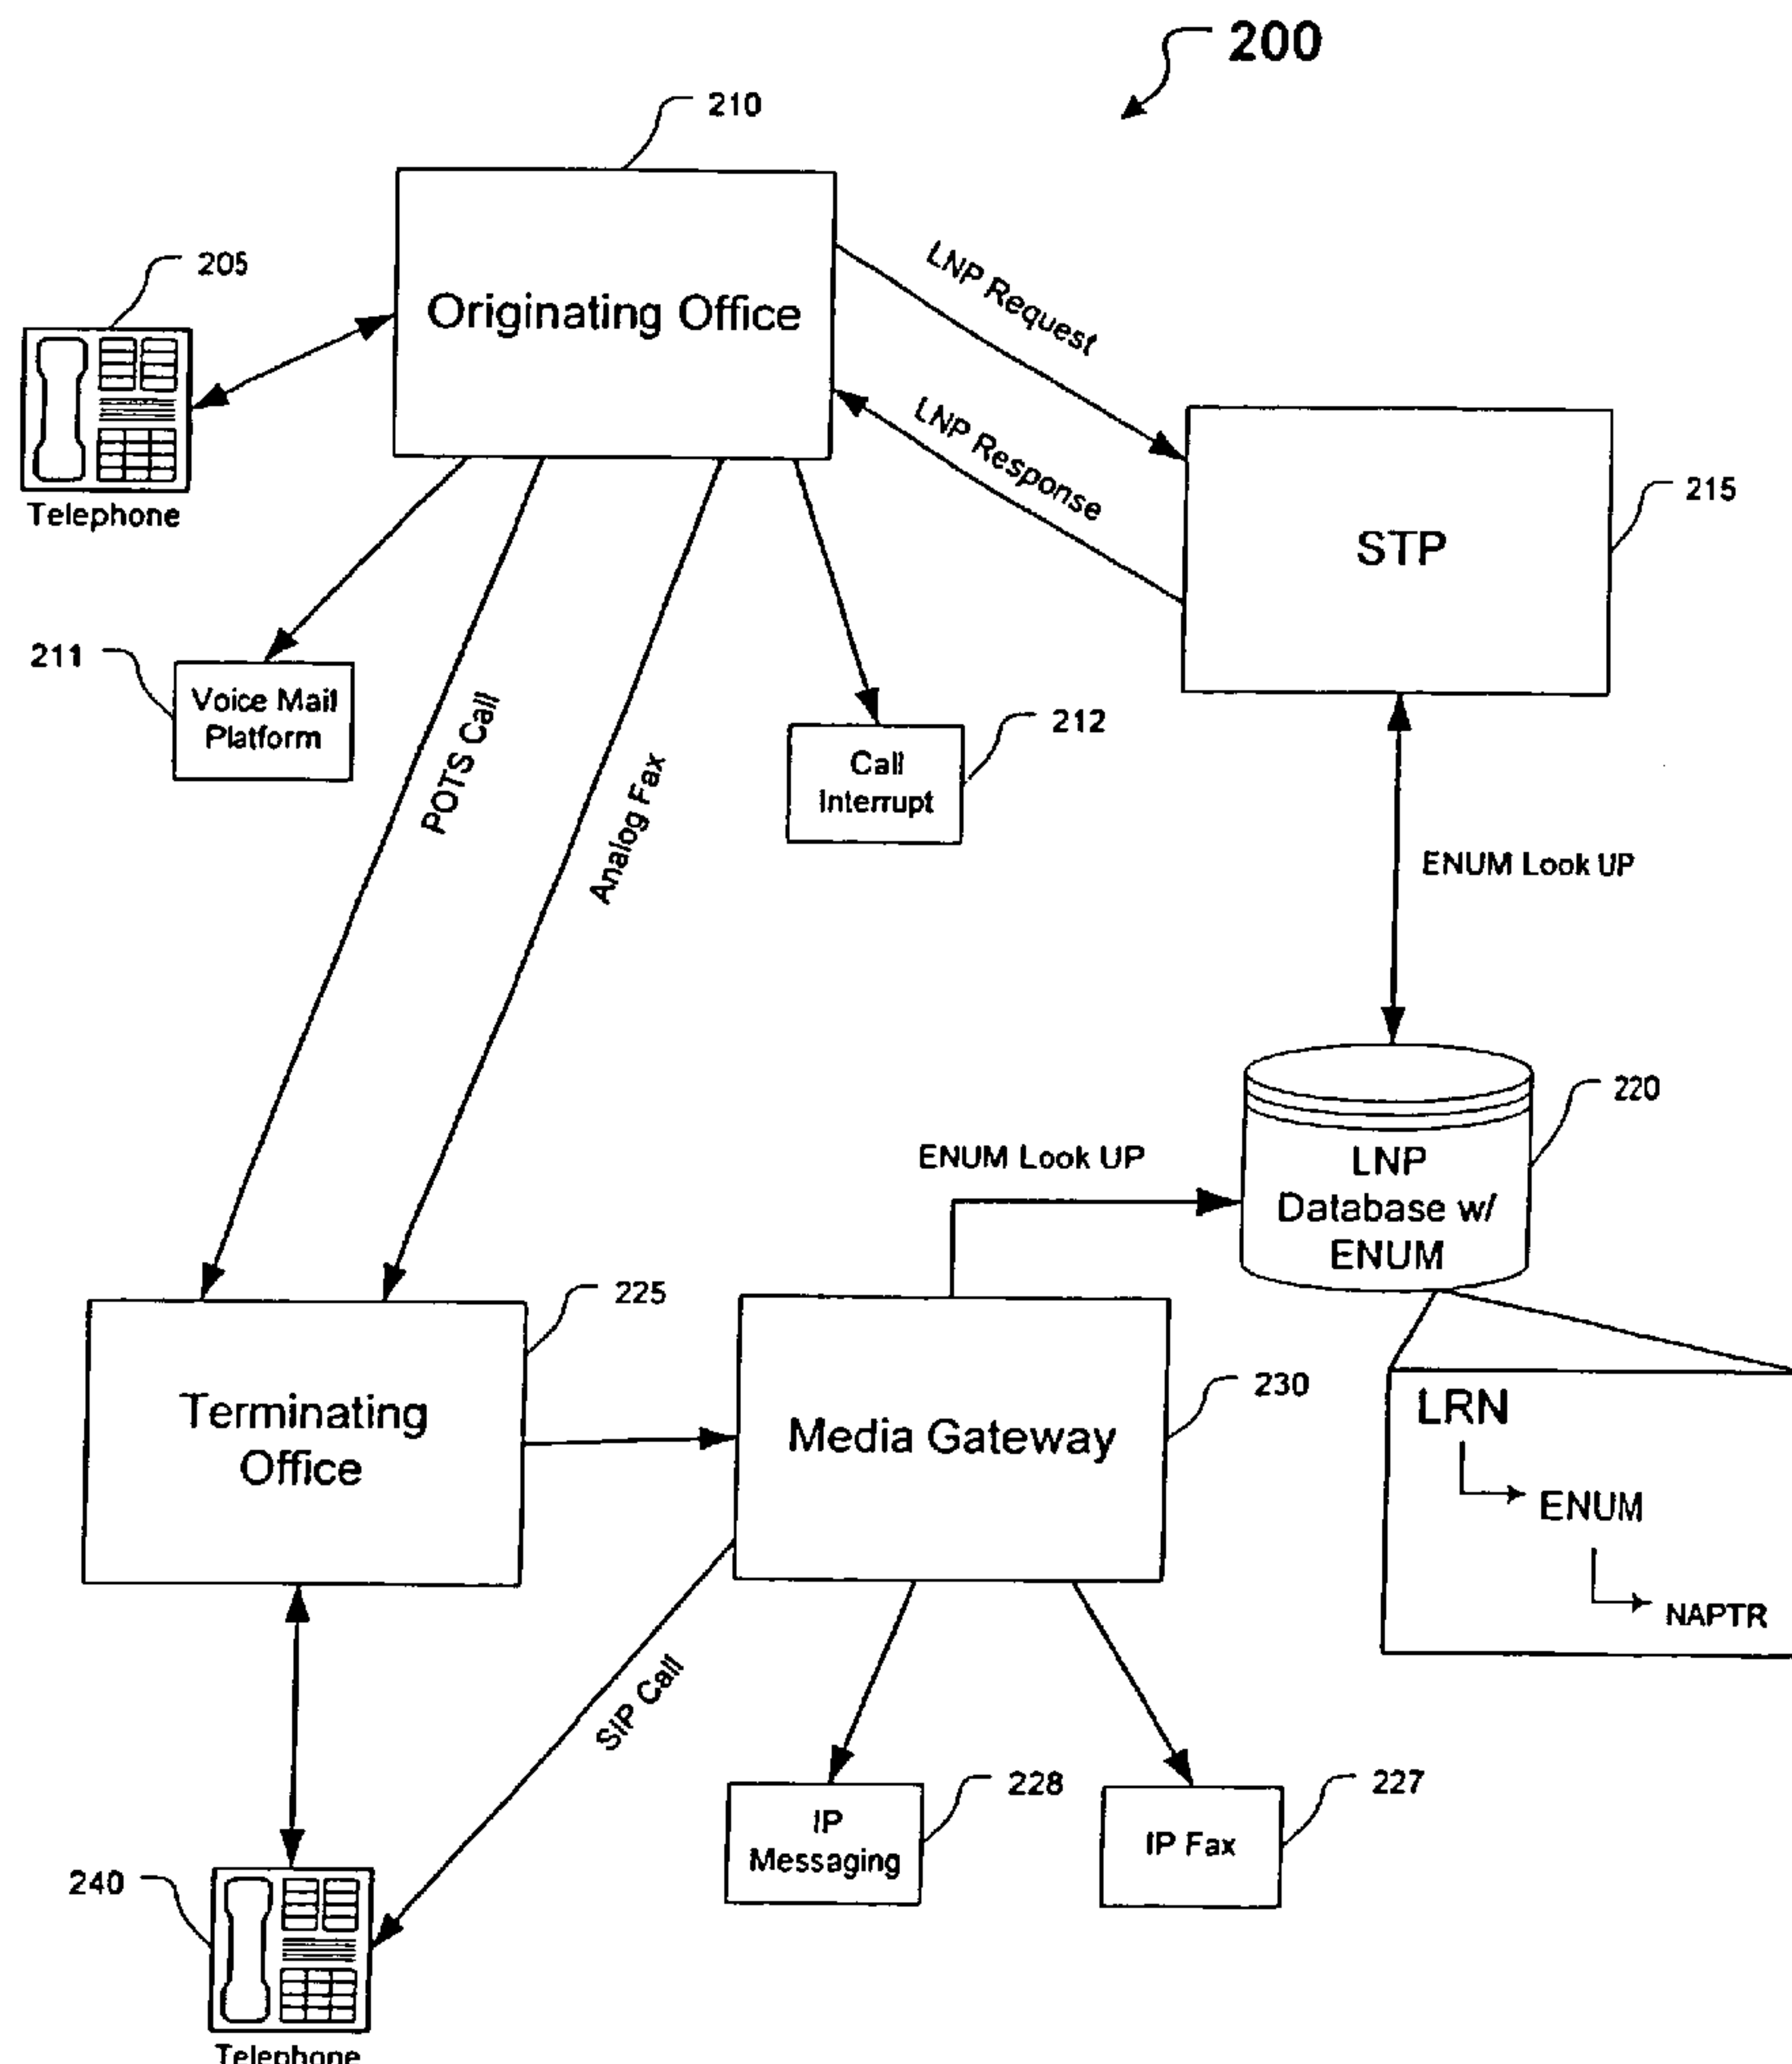 200
210
205
Originating Office
LNP Request
LNP Response
Telephone
215
STP
211
Voice Mail
Platform
POTS Call
Analog Fax
212
Call
Interrupt
ENUM Look UP
220
ENUM Look UP
LNP
Database w/
ENUM
225
Terminating
Office
230
Media Gateway
LRN
ENUM
NAPTR
SIP Call
228
IP
Messaging
227
IP Fax
240
Telephone